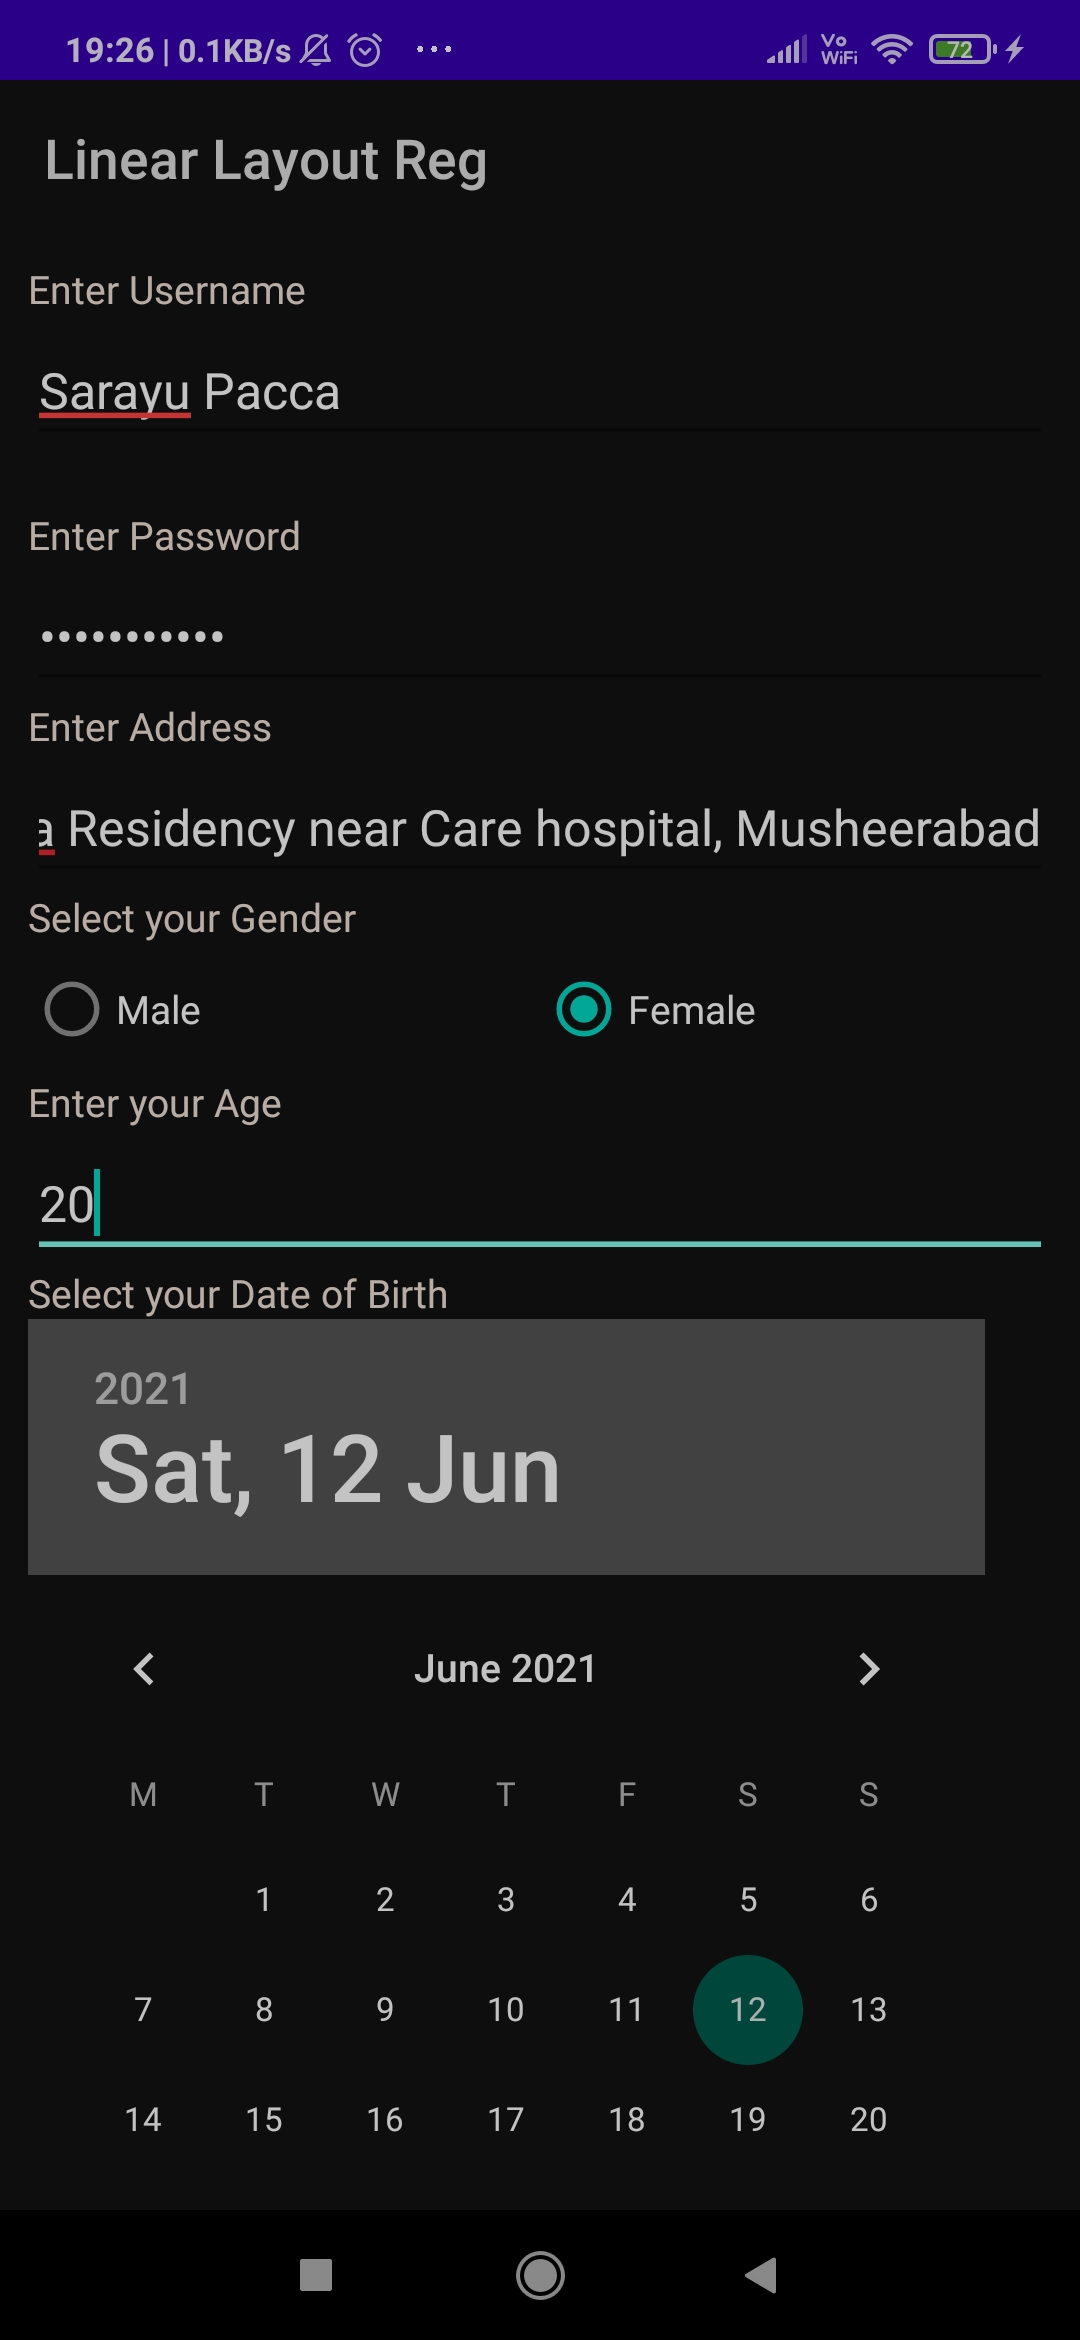 19:26 | 0.1KB/s ... Vo WiFi 72
Linear Layout Reg
Enter Username
Sarayu Pacca
Enter Password
•••••••••••
Enter Address
a Residency near Care hospital, Musheerabad
Select your Gender
Male Female
Enter your Age
20
Select your Date of Birth
2021
Sat, 12 Jun
June 2021
M T W T F S S
1 2 3 4 5 6
7 8 9 10 11 12 13
14 15 16 17 18 19 20